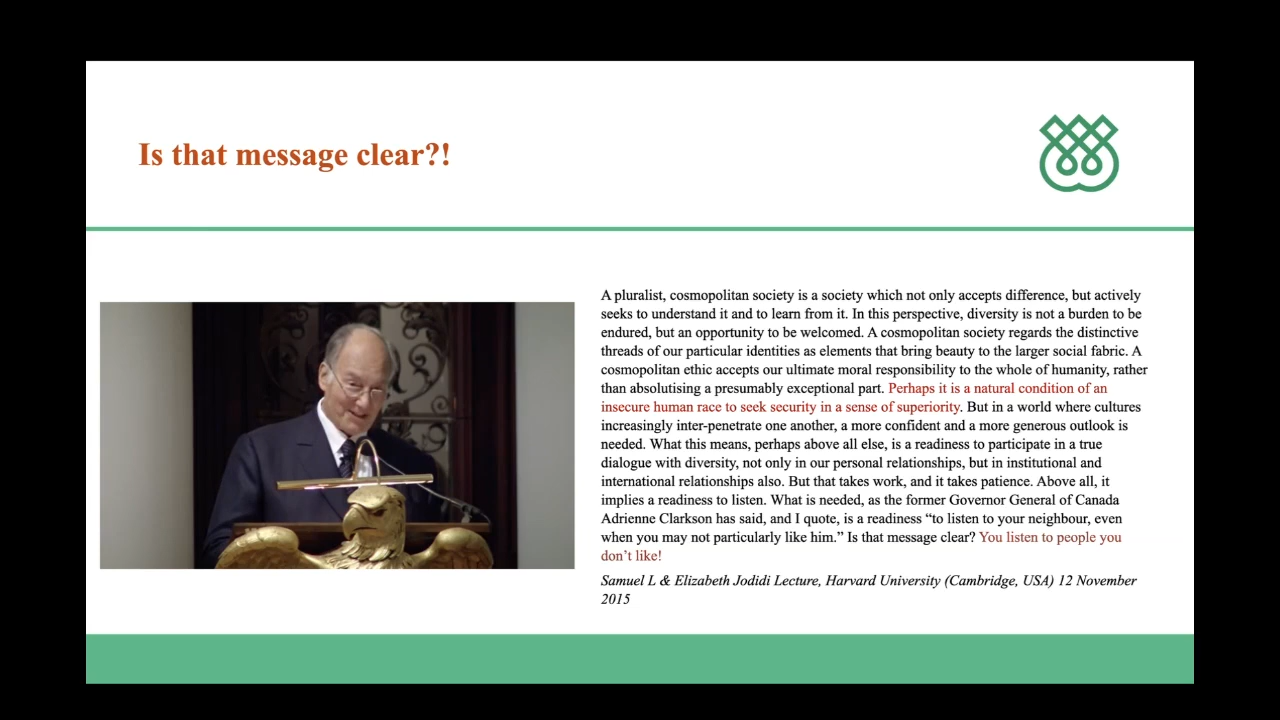 Is that message clear?!
A pluralist, cosmopolitan society is a society which not only accepts difference, but actively
seeks to understand it and to learn from it. In this perspective, diversity is not a burden to be
endured, but an opportunity to be welcomed. A cosmopolitan society regards the distinctive
threads of our particular identities as elements that bring beauty to the larger social fabric. A
cosmopolitan ethic accepts our ultimate moral responsibility to the whole of humanity, rather
than absolutising a presumably exceptional part. Perhaps it is a natural condition of an
insecure human race to seek security in a sense of superiority. But in a world where cultures
increasingly inter-penetrate one another, a more confident and a more generous outlook is
needed. What this means, perhaps above all else, is a readiness to participate in a true
dialogue with diversity, not only in our personal relationships, but in institutional and
international relationships also. But that takes work, and it takes patience. Above all, it
implies a readiness to listen. What is needed, as the former Governor General of Canada
Adrienne Clarkson has said, and I quote, is a readiness “to listen to your neighbour, even
when you may not particularly like him.” Is that message clear? You listen to people you
don’t like!
Samuel L & Elizabeth Jodidi Lecture, Harvard University (Cambridge, USA) 12 November
2015